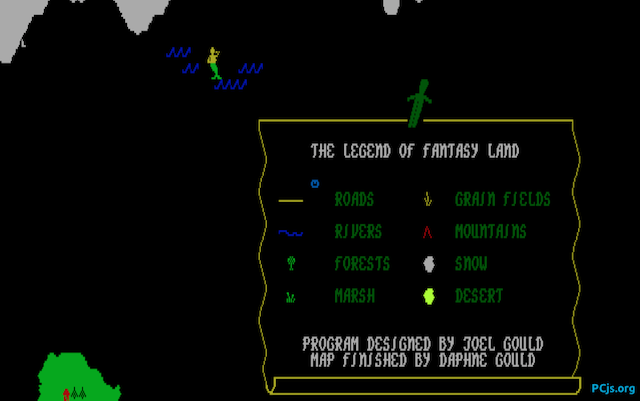 THE LEGEND OF FANTASY LAND
ROADS GRAIN FIELDS
RIVERS MOUNTAINS
FORESTS SNOW
MARSH DESERT
PROGRAM DESIGNED BY JOEL GOULD
MAP FINISHED BY DAPHNE GOULD
PCjs.org